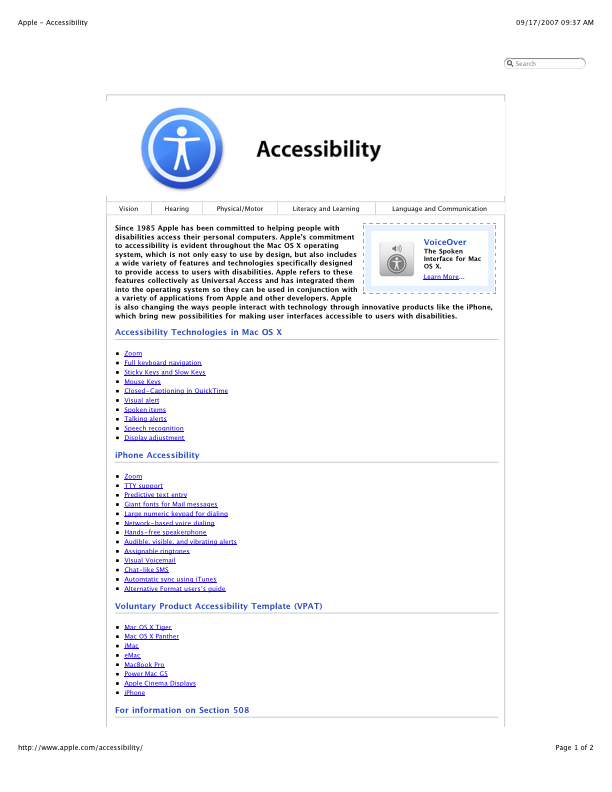 Apple - Accessibility
09/17/2007 09:37 AM
Search
Accessibility
Vision
Hearing
Physical/Motor
Literacy and Learning
Language and Communication
Since 1985 Apple has been committed to helping people with
disabilities access their personal computers. Apple's commitment
to accessibility is evident throughout the Mac OS X operating
system, which is not only easy to use by design, but also includes
a wide variety of features and technologies specifically designed
to provide access to users with disabilities. Apple refers to these
features collectively as Universal Access and has integrated them
into the operating system so they can be used in conjunction with
a variety of applications from Apple and other developers. Apple
is also changing the ways people interact with technology through innovative products like the iPhone,
which bring new possibilities for making user interfaces accessible to users with disabilities.
VoiceOver
The Spoken
Interface for Mac
OS X.
Learn More...
Accessibility Technologies in Mac OS X
Zoom
Full keyboard navigation
Sticky Keys and Slow Keys
Mouse Keys
Closed-Captioning in QuickTime
Visual alert
Spoken items
Talking alerts
Speech recognition
Display adjustment
iPhone Accessibility
Zoom
TTY support
Predictive text entry
Giant fonts for Mail messages
Large numeric keypad for dialing
Network-based voice dialing
Hands-free speakerphone
Audible, visible, and vibrating alerts
Assignable ringtones
Visual Voicemail
Chat-like SMS
Automtatic sync using iTunes
Alternative Format users's guide
Voluntary Product Accessibility Template (VPAT)
Mac OS X Tiger
Mac OS X Panther
iMac
eMac
MacBook Pro
Power Mac G5
Apple Cinema Displays
iPhone
For information on Section 508
http://www.apple.com/accessibility/
Page 1 of 2